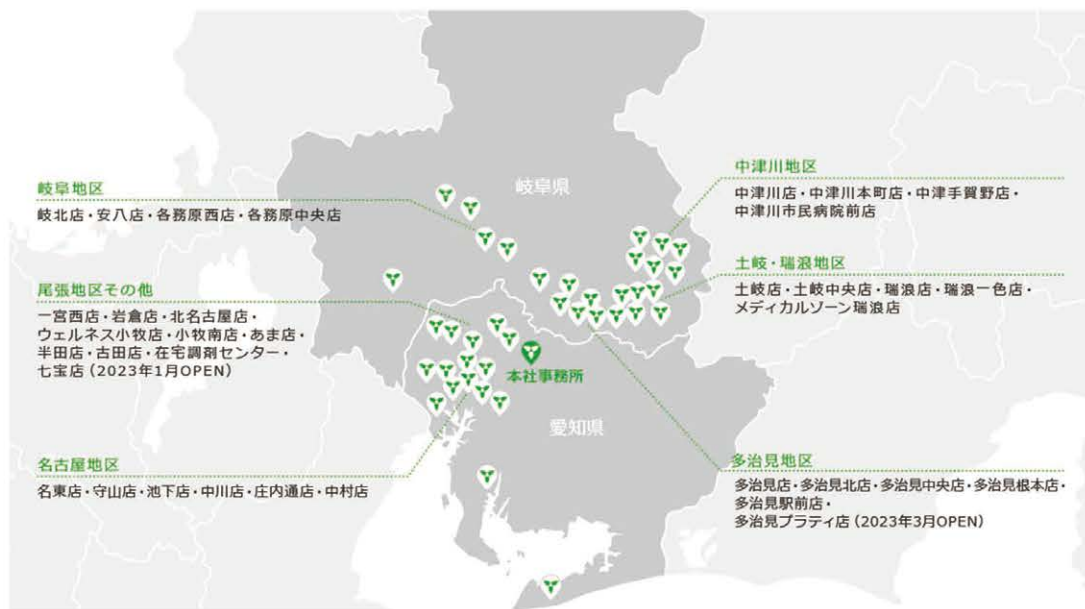 岐阜県
愛知県
本社事務所
岐阜地区
岐北店・安八店・各務原西店・各務原中央店
尾張地区その他
一宮西店・岩倉店・北名古屋店・
ウェルネス小牧店・小牧南店・あま店・
半田店・古田店・在宅調剤センター・
七宝店(2023年1月OPEN)
名古屋地区
名東店・守山店・池下店・中川店・庄内通店・中村店
中津川地区
中津川店・中津川本町店・中津手賀野店・
中津川市民病院前店
土岐・瑞浪地区
土岐店・土岐中央店・瑞浪店・瑞浪一色店・
メディカルゾーン瑞浪店
多治見地区
多治見店・多治見北店・多治見中央店・多治見根本店・
多治見駅前店・
多治見プラティ店(2023年3月OPEN)